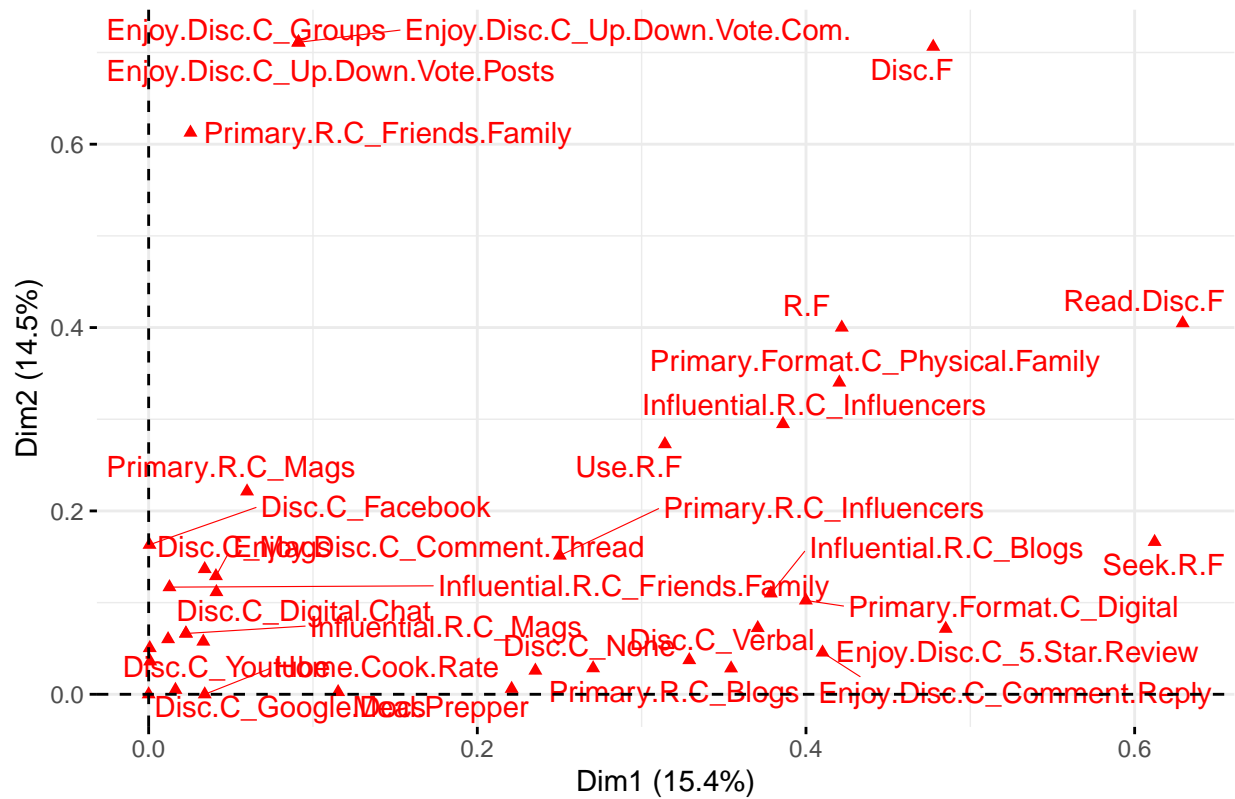 Enjoy.Disc.C_Groups
Enjoy.Disc.C_Up.Down.Vote.Com.
Enjoy.Disc.C_Up.Down.Vote.Posts
Disc.F
Primary.R.C_Friends.Family
R.F
Read.Disc.F
Primary.Format.C_Physical.Family
Influential.R.C_Influencers
Use.R.F
Primary.R.C_Mags
Disc.C_Facebook
Primary.R.C_Influencers
Disc.C_Mags
Enjoy.Disc.C_Comment.Thread
Influential.R.C_Blogs
Seek.R.F
Influential.R.C_Friends.Family
Disc.C_Digital.Chat
Primary.Format.C_Digital
Influential.R.C_Mags
Disc.C_None
Disc.C_Verbal
Enjoy.Disc.C_5.Star.Review
Disc.C_Youtube
Home.Cook.Rate
Primary.R.C_Blogs
Enjoy.Disc.C_Comment.Reply
Disc.C_Google.Docs
Meal.Prepper
0.6
0.4
0.2
0.0
Dim2 (14.5%)
0.0
0.2
0.4
0.6
Dim1 (15.4%)